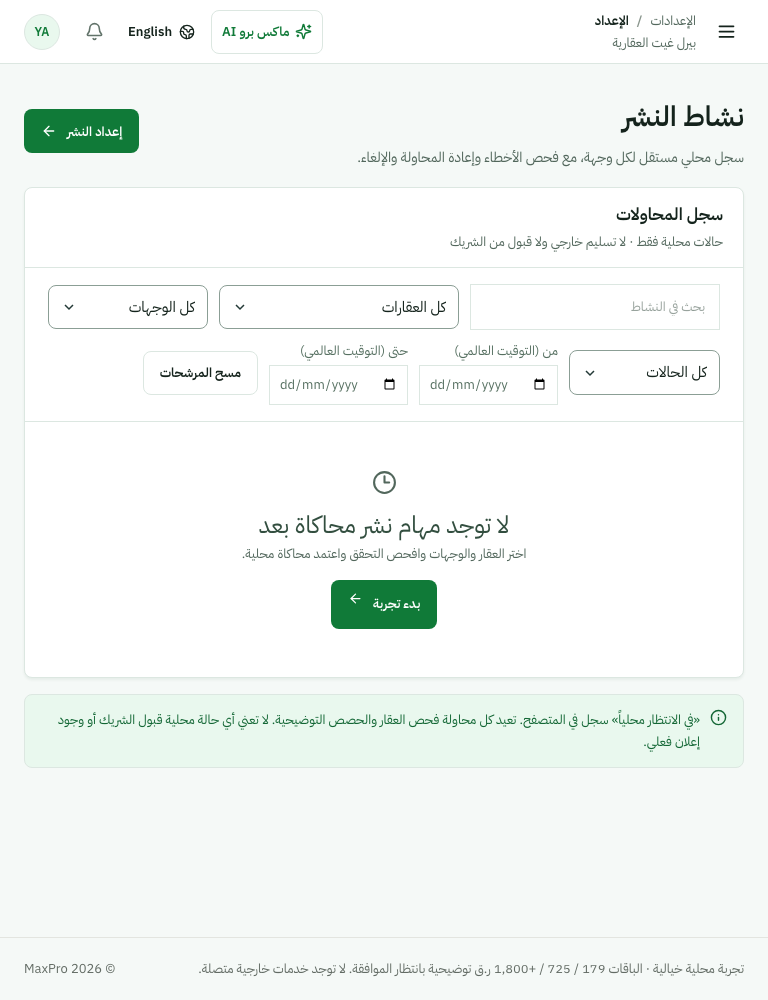 الإعدادات / الإعداد
بيرل غيت العقارية
ماكس برو AI
English
YA
نشاط النشر
سجل محلي مستقل لكل وجهة، مع فحص الأخطاء وإعادة المحاولة والإلغاء.
إعداد النشر
سجل المحاولات
حالات محلية فقط · لا تسليم خارجي ولا قبول من الشريك
بحث في النشاط
كل العقارات
كل الوجهات
كل الحالات
من (التوقيت العالمي)
dd/mm/yyyy
حتى (التوقيت العالمي)
dd/mm/yyyy
مسح المرشحات
لا توجد مهام نشر محاكاة بعد
اختر العقار والوجهات وافحص التحقق واعتمد محاكاة محلية.
بدء تجربة
«في الانتظار محلياً» سجل في المتصفح. تعيد كل محاولة فحص العقار والحصص التوضيحية. لا تعني أي حالة محلية قبول الشريك أو وجود
إعلان فعلي.
تجربة محلية خيالية · الباقات 179 / 725 / +1,800 ر.ق توضيحية بانتظار الموافقة. لا توجد خدمات خارجية متصلة.
© 2026 MaxPro